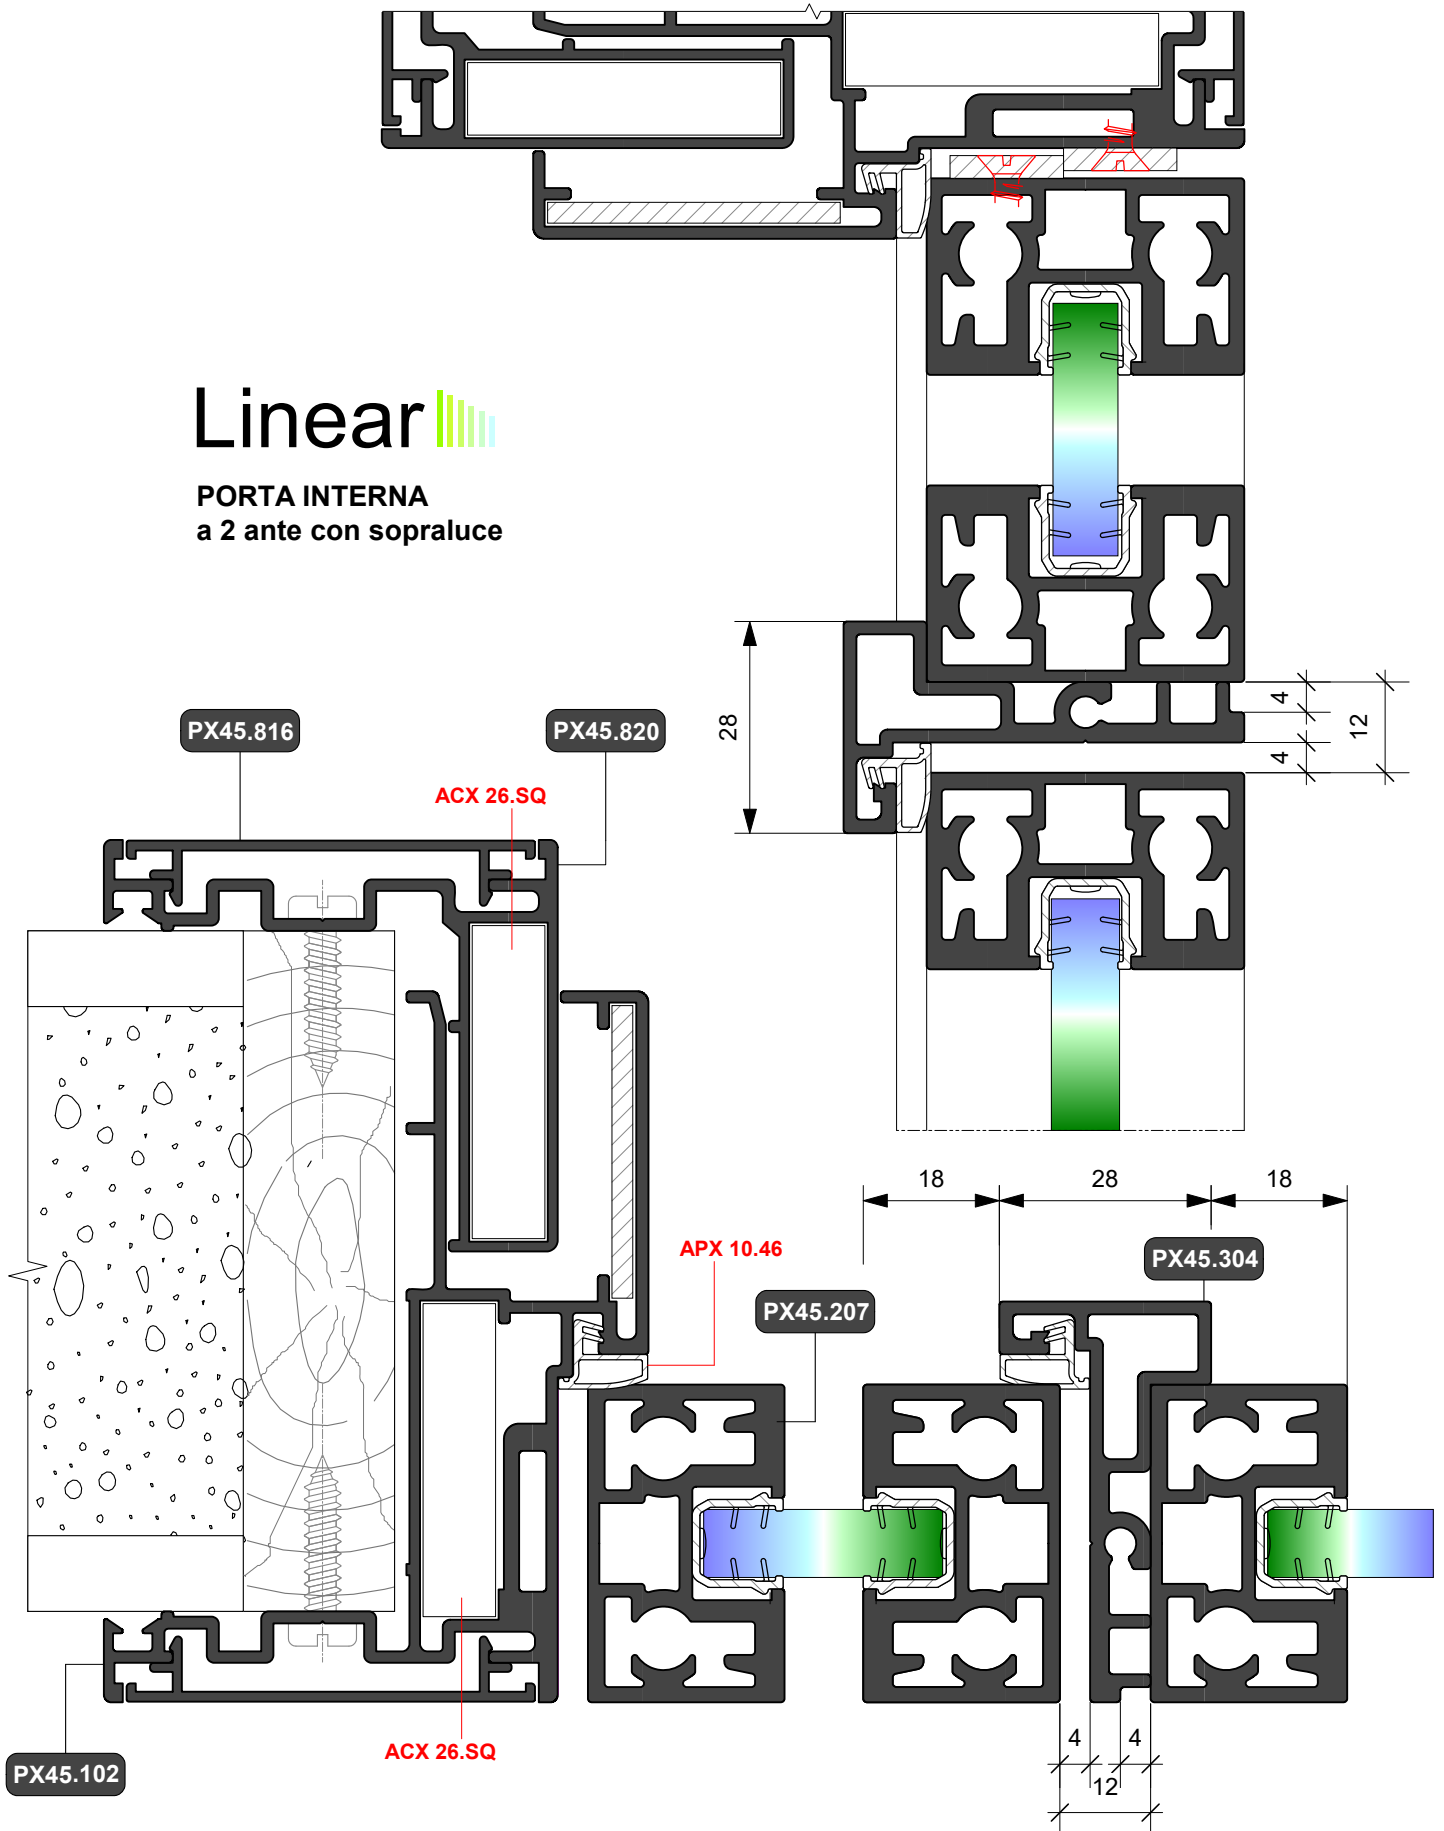 Linear
PORTA INTERNA
a 2 ante con sopraluce
28
4
12
4
PX45.816
PX45.820
ACX 26.SQ
18
28
18
APX 10.46
PX45.304
PX45.207
4
4
12
ACX 26.SQ
PX45.102